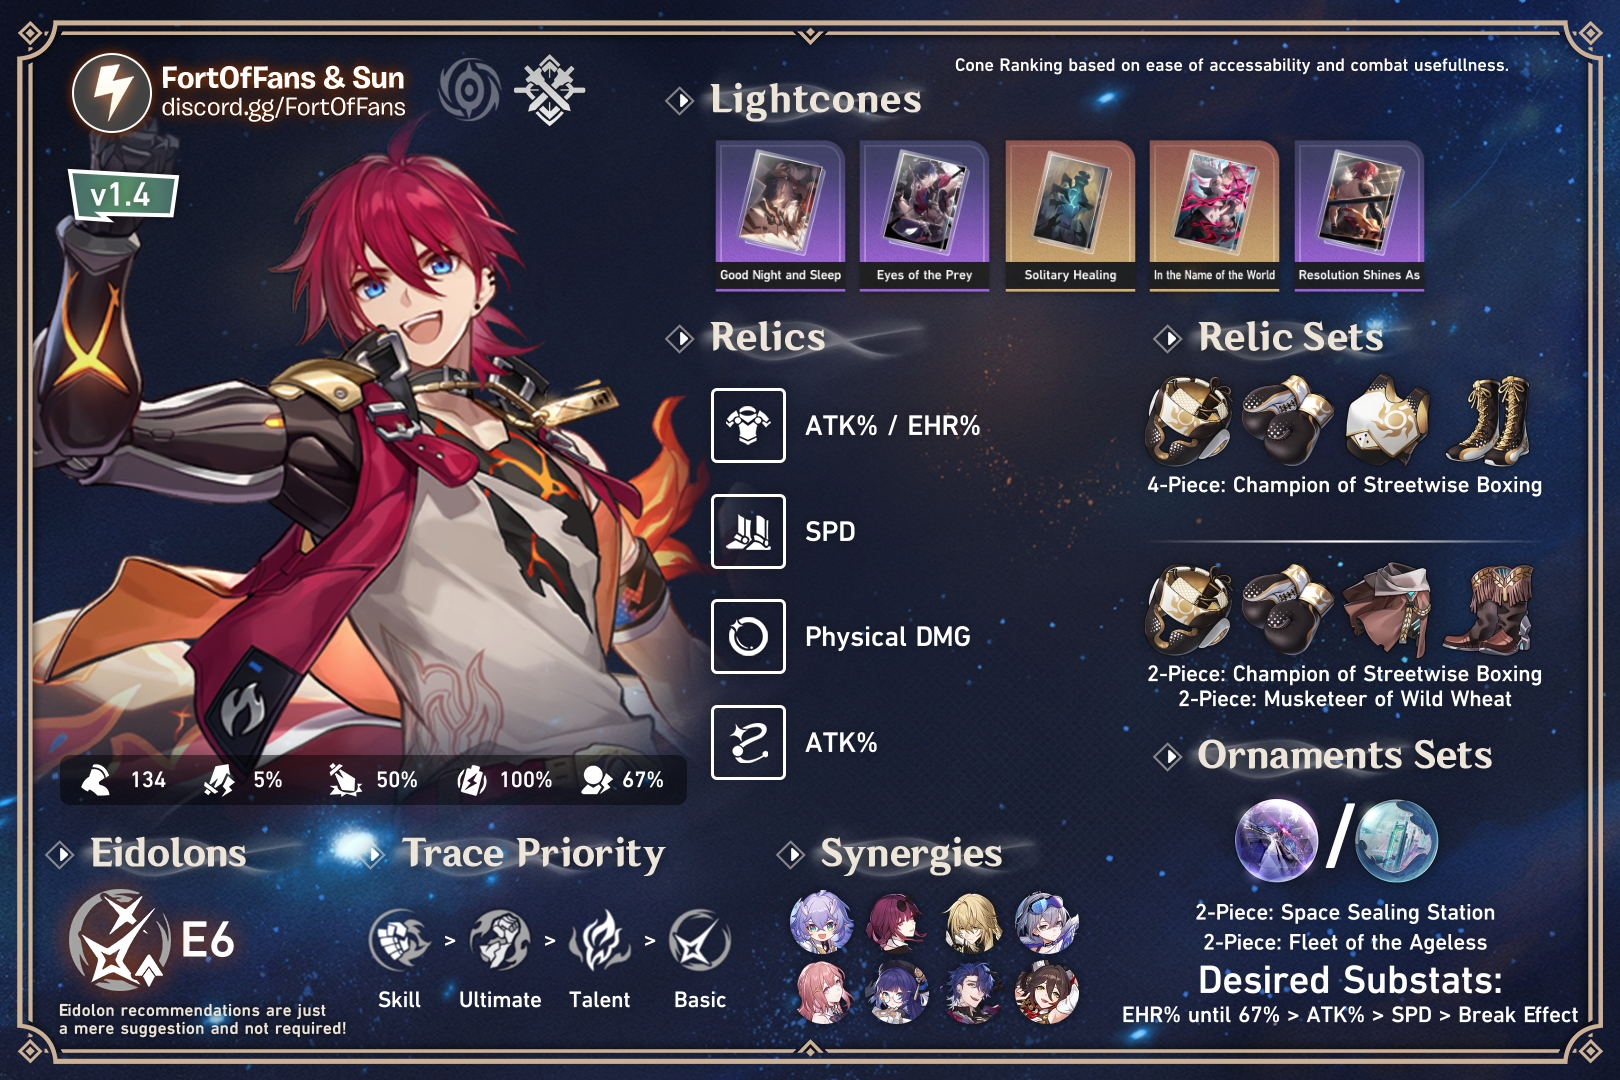 FortOfFans & Sun
discord.gg/FortOfFans
v1.4
Cone Ranking based on ease of accessability and combat usefullness.
Lightcones
Good Night and Sleep
Eyes of the Prey
Solitary Healing
In the Name of the World
Resolution Shines As
Relics
ATK% / EHR%
SPD
Physical DMG
ATK%
Relic Sets
4-Piece: Champion of Streetwise Boxing
2-Piece: Champion of Streetwise Boxing
2-Piece: Musketeer of Wild Wheat
Ornaments Sets
2-Piece: Space Sealing Station
2-Piece: Fleet of the Ageless
Desired Substats:
EHR% until 67% > ATK% > SPD > Break Effect
134
5%
50%
100%
67%
Eidolons
E6
Eidolon recommendations are just
a mere suggestion and not required!
Trace Priority
Skill > Ultimate > Talent > Basic
Synergies